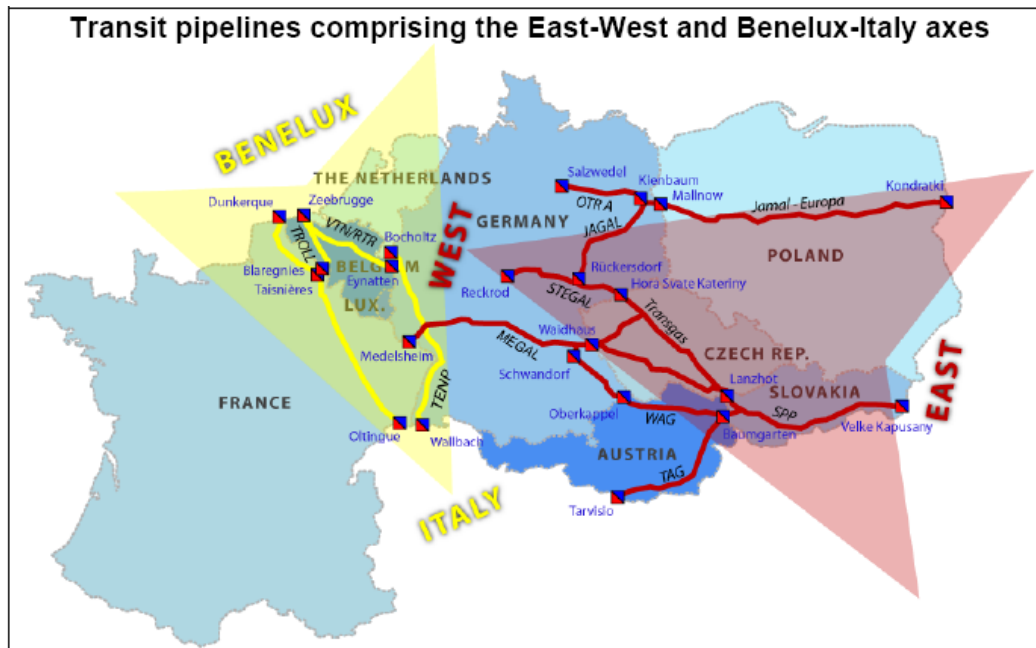 Transit pipelines comprising the East-West and Benelux-Italy axes
BENELUX
THE NETHERLANDS
Salzwedel
Kienbaum
Mallnow
Kondratki
Dunkerque
Zeebrugge
OTRA
Jamal - Europa
VTN/RTR
Bocholtz
WEST
GERMANY
JAGAL
POLAND
TROLL
BELGIUM
Blaregnies
Taisnières
Eynatten
Rückersdorf
Reckrod
STEGAL
Hora Svate Kateriny
LUX.
Transgas
Waidhaus
MEGAL
Medelsheim
CZECH REP.
EAST
Schwandorf
Lanzhot
SLOVAKIA
TENP
FRANCE
Oberkappel
WAG
SPP
Oltingue
Wallbach
Baumgarten
Velke Kapusany
AUSTRIA
TAG
ITALY
Tarvisio